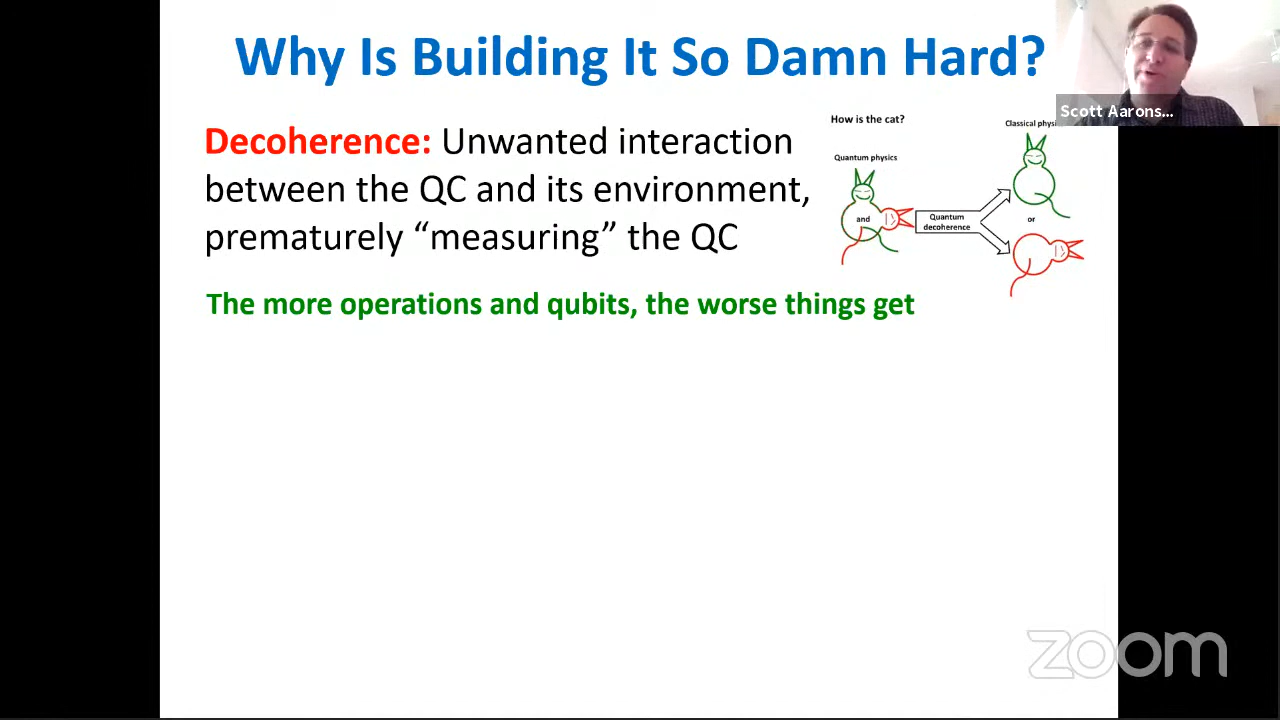 Why Is Building It So Damn Hard?
Scott Aarons...
Decoherence: Unwanted interaction
between the QC and its environment,
prematurely “measuring” the QC
The more operations and qubits, the worse things get
How is the cat?
Quantum physics
and
Quantum
decoherence
Classical physi
or
zoom